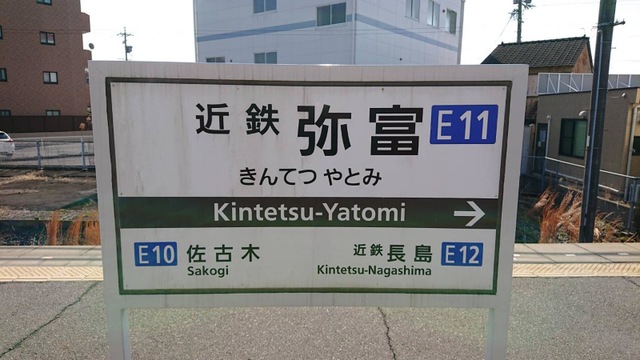 近鉄弥富 E11
きんてつ やとみ
Kintetsu-Yatomi →
E10 佐古木 近鉄長島 E12
Sakogi Kintetsu-Nagashima